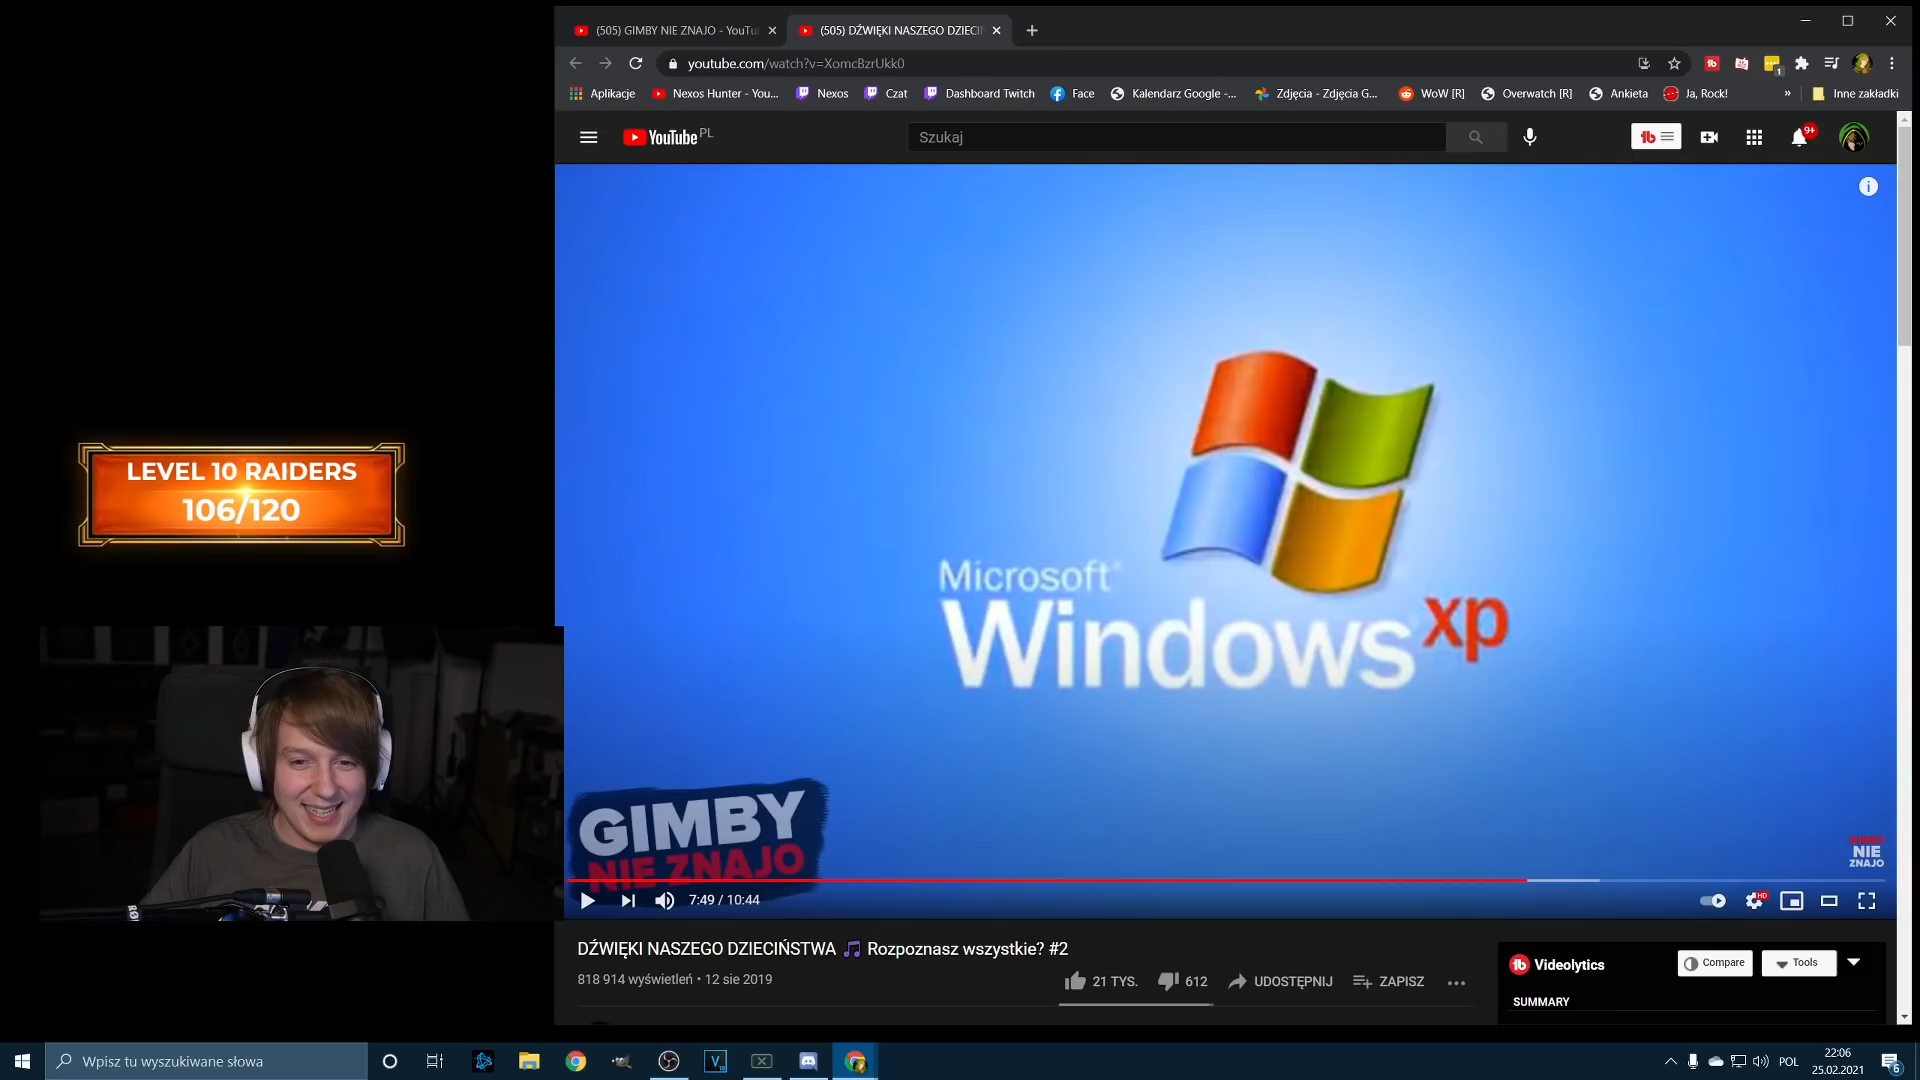 (505) GIMBY NIE ZNAJO - YouTu
(505) DŹWIĘKI NASZEGO DZIECI
youtube.com/watch?v=XomcBzrUkk0
Aplikacje
Nexos Hunter - You...
Nexos
Czat
Dashboard Twitch
Face
Kalendarz Google -...
Zdjęcia - Zdjęcia G...
WoW [R]
Overwatch [R]
Ankieta
Ja, Rock!
»
Inne zakładki
YouTube PL
Szukaj
9+
LEVEL 10 RAIDERS
106/120
Microsoft
Windows xp
GIMBY
NIE ZNAJO
GIMBY
NIE
ZNAJO
7:49 / 10:44
HD
DŹWIĘKI NASZEGO DZIECIŃSTWA 🎵 Rozpoznasz wszystkie? #2
818 914 wyświetleń • 12 sie 2019
21 TYS.
612
UDOSTĘPNIJ
ZAPISZ
Videolytics
Compare
Tools
SUMMARY
Wpisz tu wyszukiwane słowa
POL
22:06
25.02.2021
6